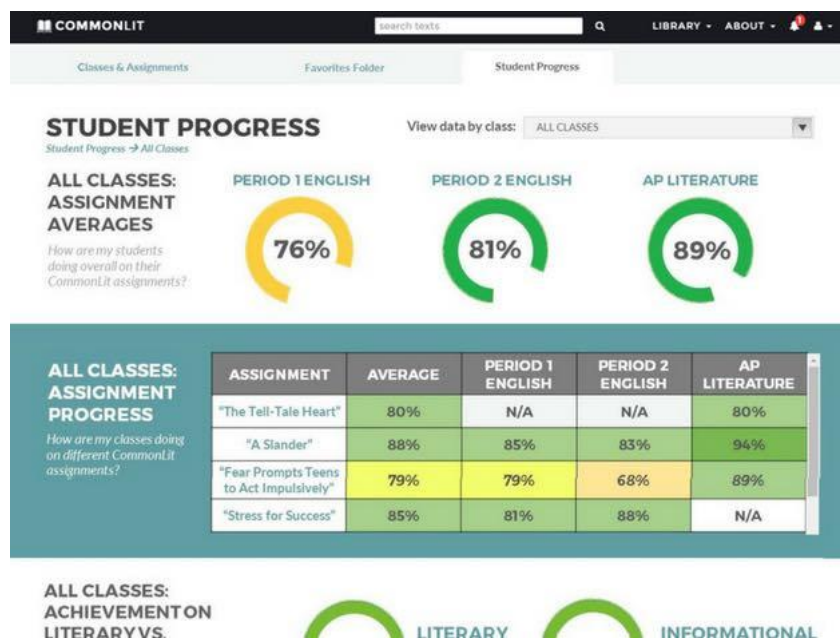 COMMONLIT
search texts
LIBRARY
ABOUT
1
Classes & Assignments
Favorites Folder
Student Progress
STUDENT PROGRESS
Student Progress → All Classes
View data by class:
ALL CLASSES
ALL CLASSES:
ASSIGNMENT
AVERAGES
How are my students
doing overall on their
CommonLit assignments?
PERIOD 1 ENGLISH
76%
PERIOD 2 ENGLISH
81%
AP LITERATURE
89%
ALL CLASSES:
ASSIGNMENT
PROGRESS
How are my classes doing
on different CommonLit
assignments?
ASSIGNMENT AVERAGE PERIOD 1 ENGLISH PERIOD 2 ENGLISH AP LITERATURE
"The Tell-Tale Heart" 80% N/A N/A 80%
"A Slander" 88% 85% 83% 94%
"Fear Prompts Teens
to Act Impulsively" 79% 79% 68% 89%
"Stress for Success" 85% 81% 88% N/A
ALL CLASSES:
ACHIEVEMENT ON
LITERARY VS.
LITERARY
INFORMATIONAL